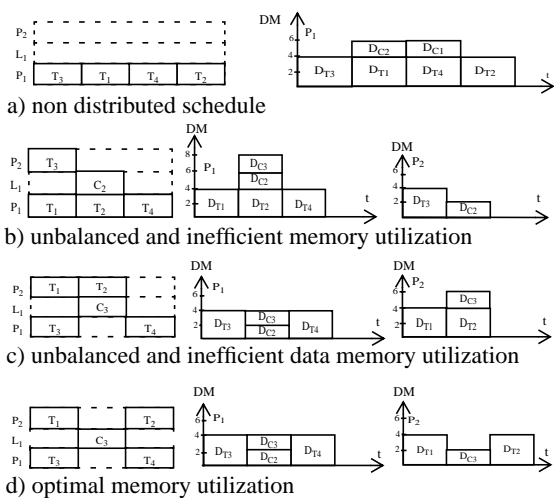 DM
P2 L1 P1 T3 T1 T4 T2
6 4 2 P1 DC2 DC1 DT3 DT1 DT4 DT2 t
a) non distributed schedule
DM DM
P2 L1 P1 T3 C2 T1 T2 T4
8 6 4 2 P1 DC3 DC2 DT1 DT2 DT4 t
6 4 2 P2 DT3 DC2 t
b) unbalanced and inefficient memory utilization
DM DM
P2 L1 P1 T1 T2 C3 T3 T4
6 4 2 P1 DT3 DC3 DC2 DT4 t
6 4 2 P2 DC3 DT1 DT2 t
c) unbalanced and inefficient data memory utilization
DM DM
P2 L1 P1 T1 T2 C3 T3 T4
6 4 2 P1 DT3 DC3 DC2 DT4 t
6 4 2 P2 DT1 DC3 DT2 t
d) optimal memory utilization